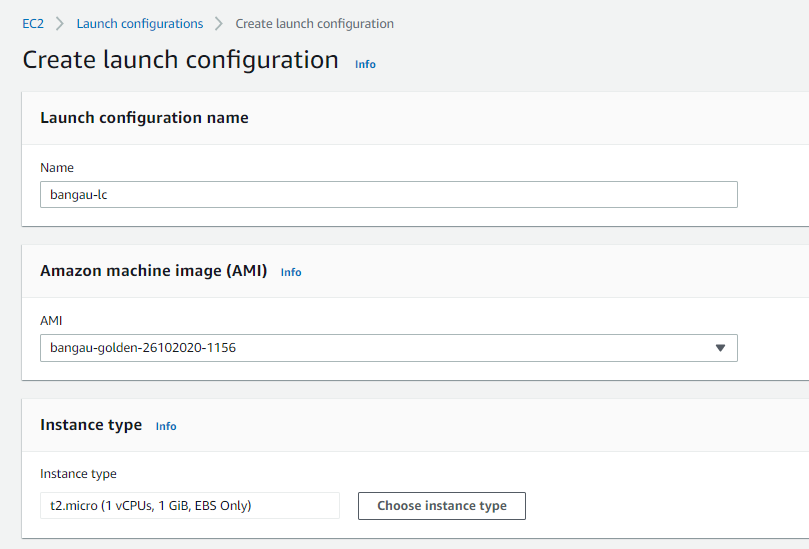 EC2 > Launch configurations > Create launch configuration
Create launch configuration Info
Launch configuration name
Name
bangau-lc
Amazon machine image (AMI) Info
AMI
bangau-golden-26102020-1156
Instance type Info
Instance type
t2.micro (1 vCPUs, 1 GiB, EBS Only) Choose instance type